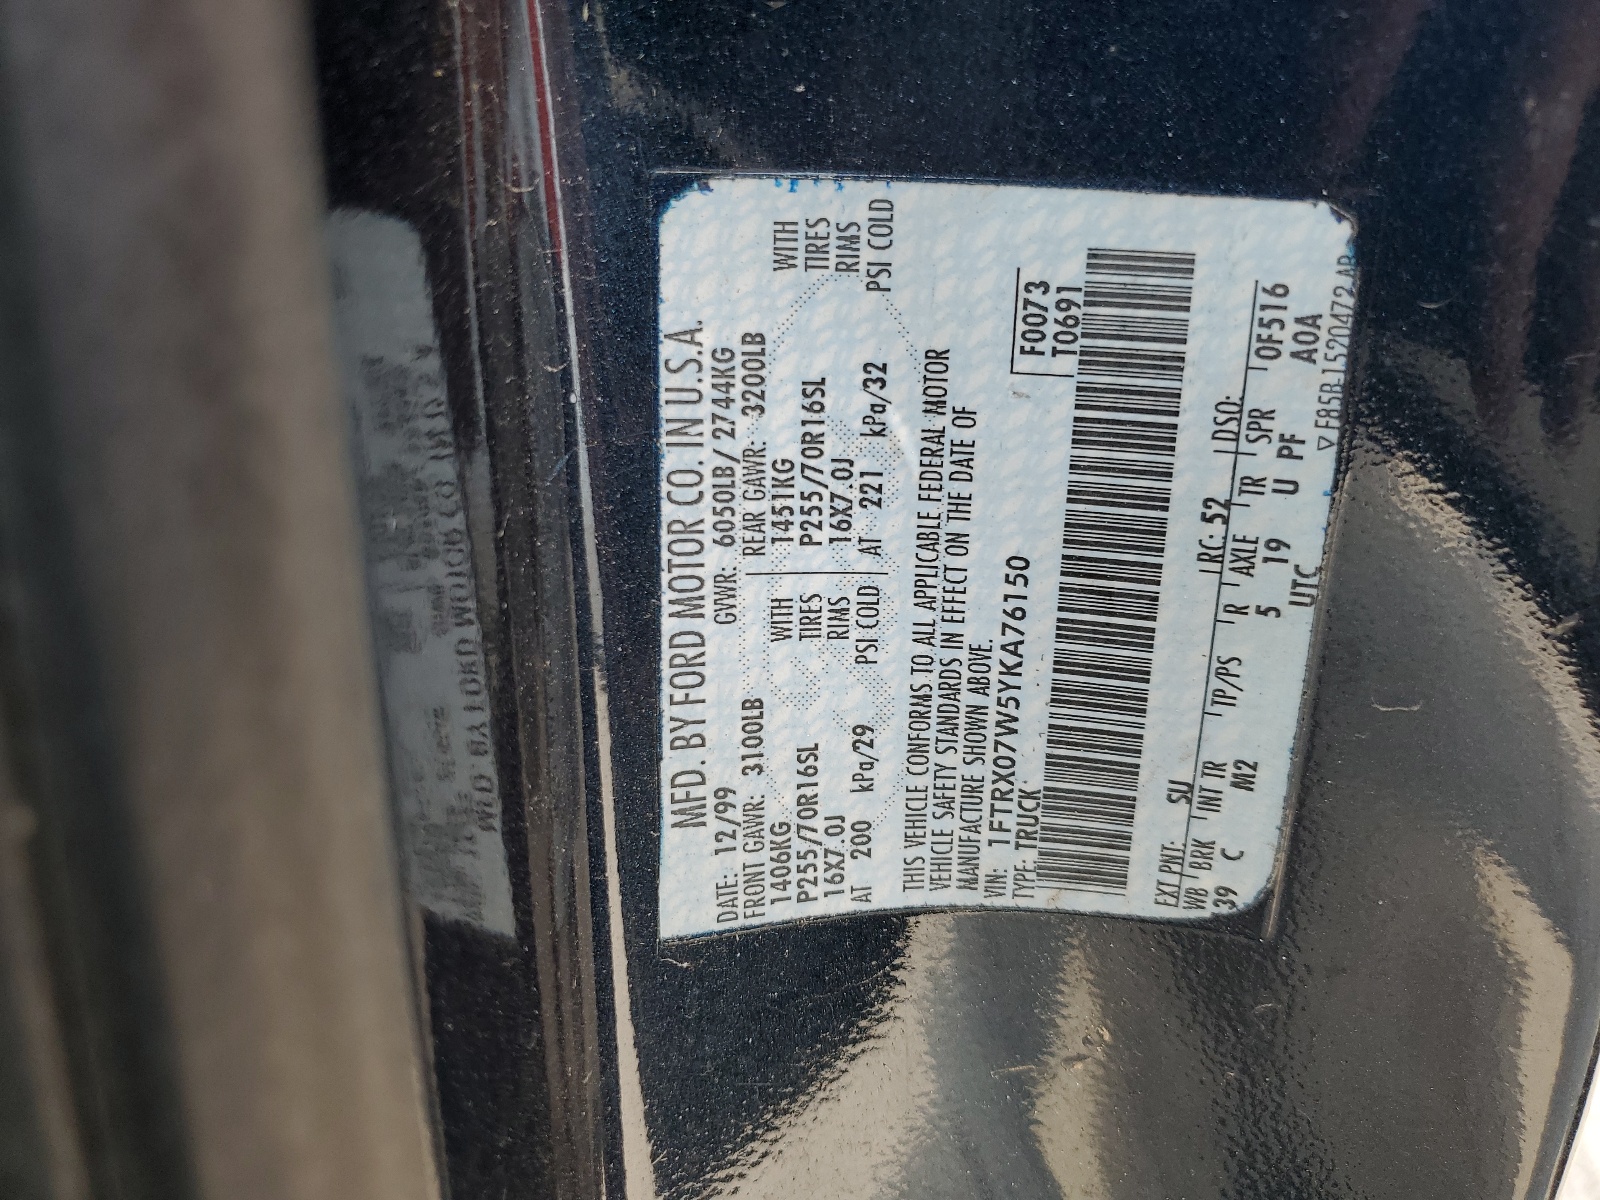 MFD. BY FORD MOTOR CO. IN U.S.A.
DATE: 12/99 GVWR: 6050LB/2744KG
FRONT GAWR: 3100LB REAR GAWR: 3200LB
1406KG WITH 1451KG WITH
P255/70R16SL TIRES P255/70R16SL TIRES
16X7.0J RIMS 16X7.0J RIMS
AT 200 kPa/29 PSI COLD AT 221 kPa/32 PSI COLD
THIS VEHICLE CONFORMS TO ALL APPLICABLE FEDERAL MOTOR
VEHICLE SAFETY STANDARDS IN EFFECT ON THE DATE OF
MANUFACTURE SHOWN ABOVE.
VIN: 1FTRX07W5YKA76150 F0073
TYPE: TRUCK T0691
EXT PNT: SU RC: 52 DSO:
WB BRK INT TR TP/PS R AXLE TR SPR 0F516
39 C M2 5 19 U PF A0A
UTC
▽ F85B 1520472 AB